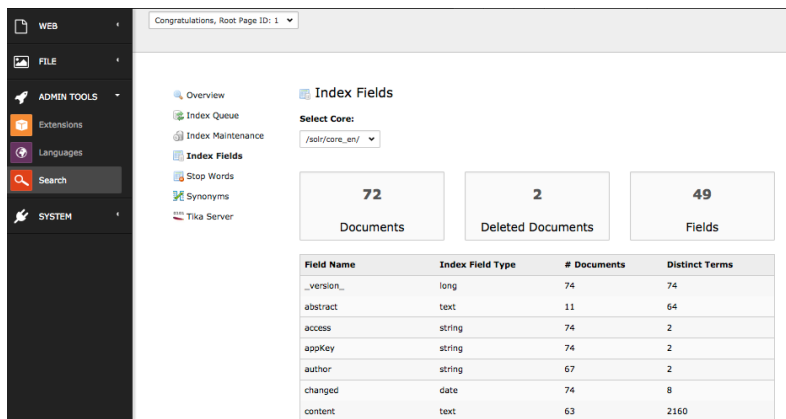 Congratulations, Root Page ID: 1
WEB
FILE
ADMIN TOOLS
Extensions
Languages
Search
SYSTEM
Overview
Index Queue
Index Maintenance
Index Fields
Stop Words
Synonyms
Tika Server
Index Fields
Select Core:
/solr/core_en/
72 2 49
Documents Deleted Documents Fields
Field Name Index Field Type # Documents Distinct Terms
_version_ long 74 74
abstract text 11 64
access string 74 2
appKey string 74 2
author string 67 2
changed date 74 8
content text 63 2160